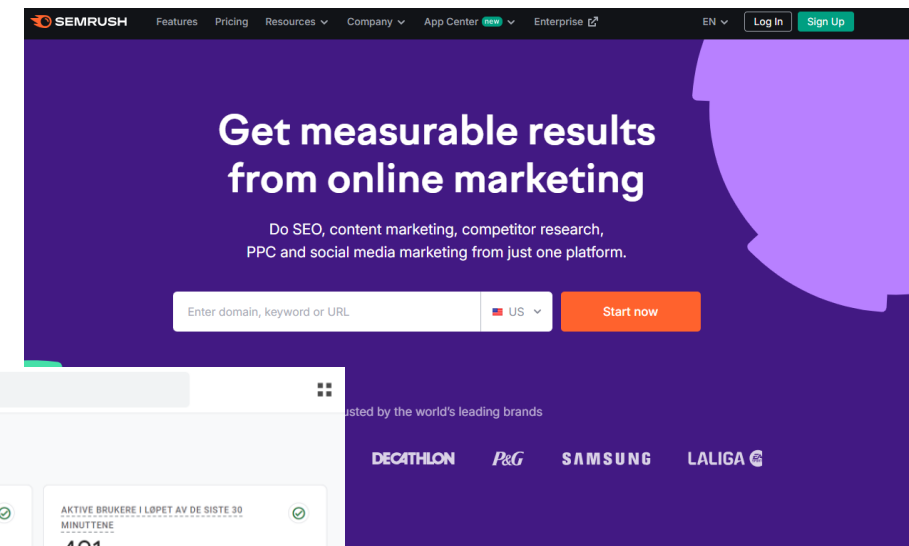 SEMRUSH Features Pricing Resources Company App Center new Enterprise EN Log In Sign Up
Get measurable results
from online marketing
Do SEO, content marketing, competitor research,
PPC and social media marketing from just one platform.
Enter domain, keyword or URL US Start now
by the world's leading brands
DECATHLON P&G SAMSUNG LALIGA
AKTIVE BRUKERE I LØPET AV DE SISTE 30
MINUTTENE